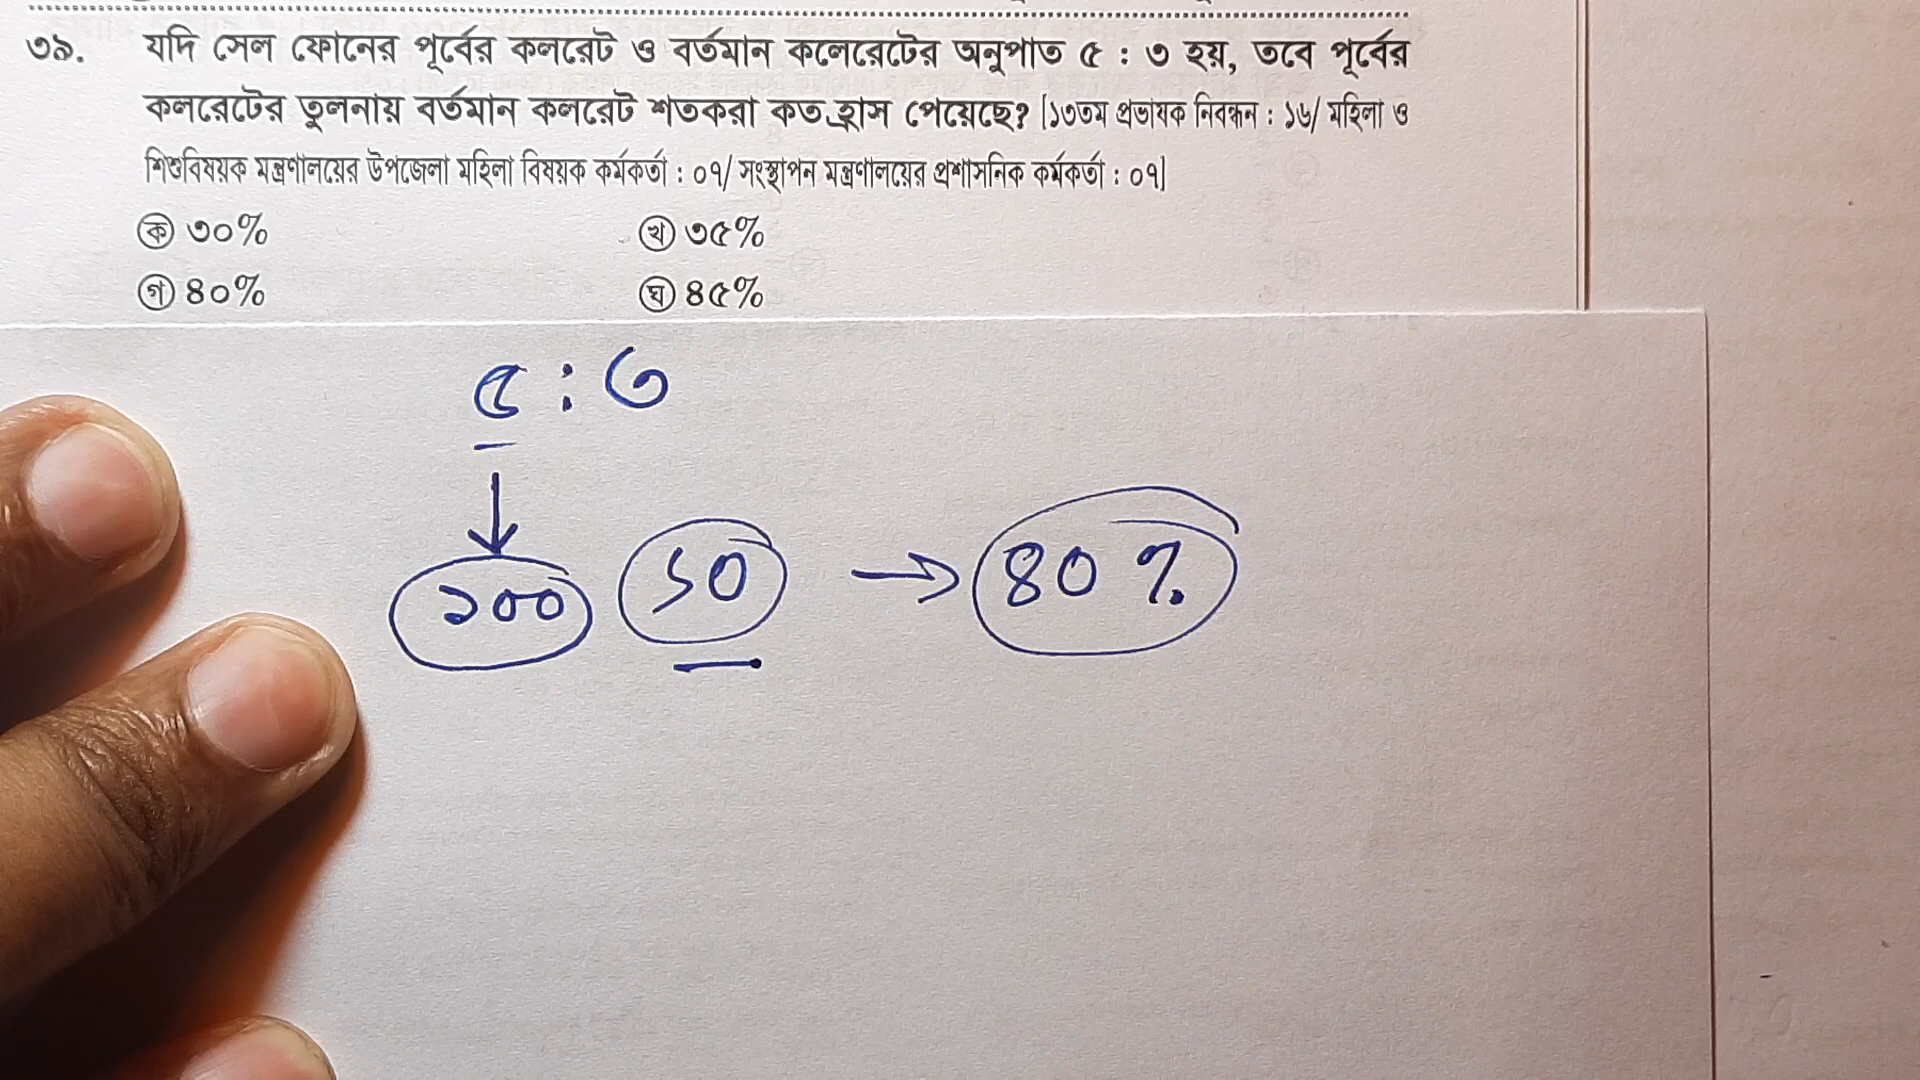 ৩৯. যদি সেল ফোনের পূর্বের কলরেট ও বর্তমান কলেরেটের অনুপাত ৫ : ৩ হয়, তবে পূর্বের
কলরেটের তুলনায় বর্তমান কলরেট শতকরা কত হ্রাস পেয়েছে? [১৩তম প্রভাষক নিবন্ধন : ১৬/ মহিলা ও
শিশুবিষয়ক মন্ত্রণালয়ের উপজেলা মহিলা বিষয়ক কর্মকর্তা : ০৭/ সংস্থাপন মন্ত্রণালয়ের প্রশাসনিক কর্মকর্তা : ০৭]
ক ৩০% খ ৩৫%
গ ৪০% ঘ ৪৫%
৫ : ৩
১০০ ১০ → ৪০%